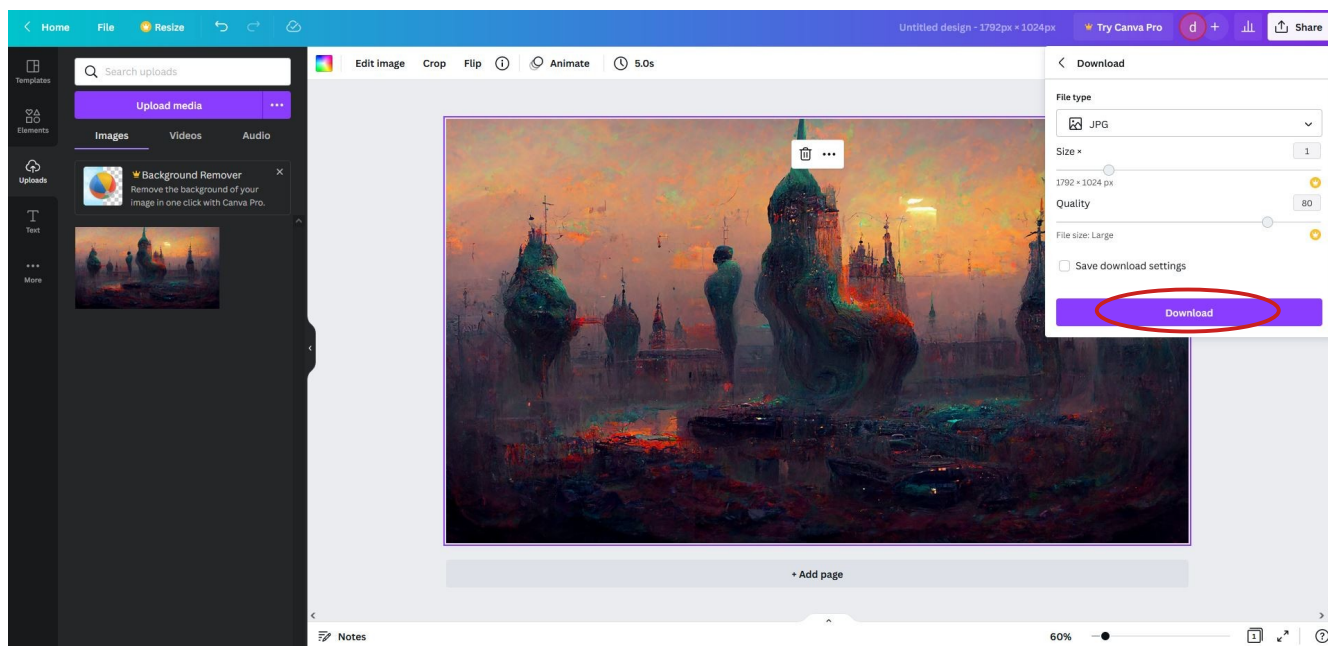 Home File Resize Untitled design - 1792px × 1024px Try Canva Pro d + Share
Templates
Elements
Uploads
Text
More
Search uploads
Upload media
Images Videos Audio
Background Remover
Remove the background of your
image in one click with Canva Pro.
Edit image Crop Flip Animate 5.0s
+ Add page
Notes 60% 1 ?
Download
File type
JPG
Size × 1
1792 × 1024 px
Quality 80
File size: Large
Save download settings
Download